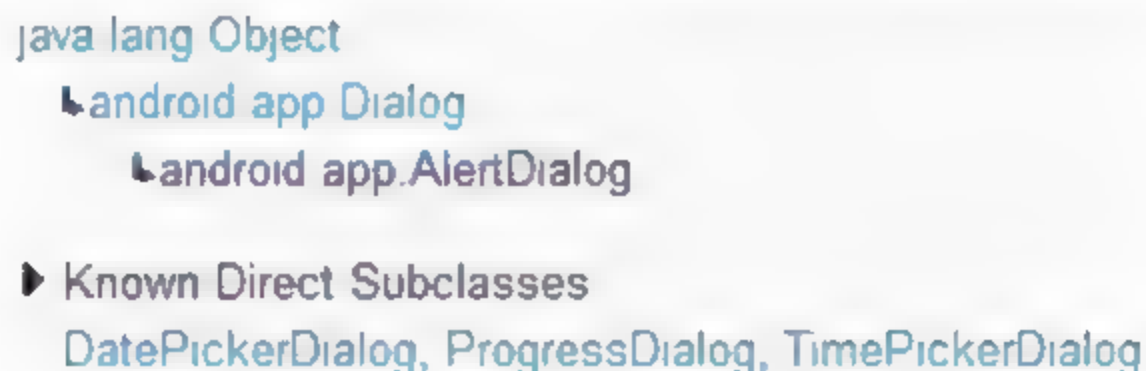 java lang Object
android app Dialog
android app.AlertDialog
Known Direct Subclasses
DatePickerDialog, ProgressDialog, TimePickerDialog